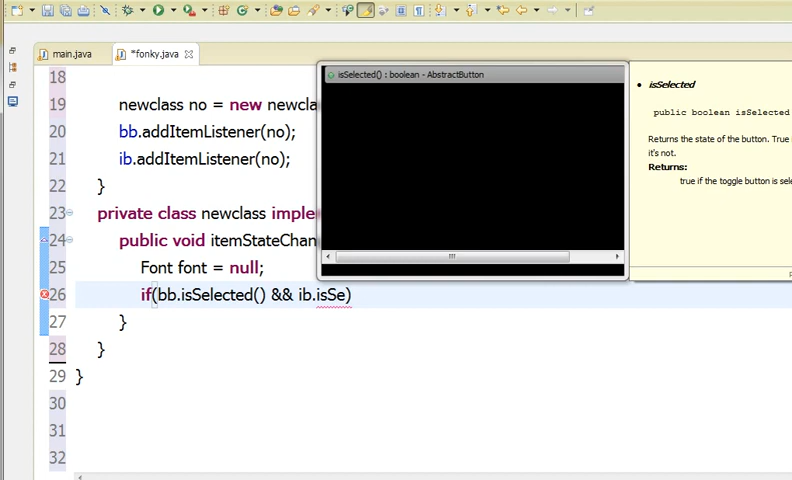 main.java *fonky.java
isSelected() : boolean - AbstractButton
isSelected
public boolean isSelected
Returns the state of the button. True
it's not.
Returns:
true if the toggle button is sele
18
19 newclass no = new newcla
20 bb.addItemListener(no);
21 ib.addItemListener(no);
22 }
23 private class newclass imple
24 public void itemStateChan
25 Font font = null;
26 if(bb.isSelected() && ib.isSe)
27 }
28 }
29 }
30
31
32